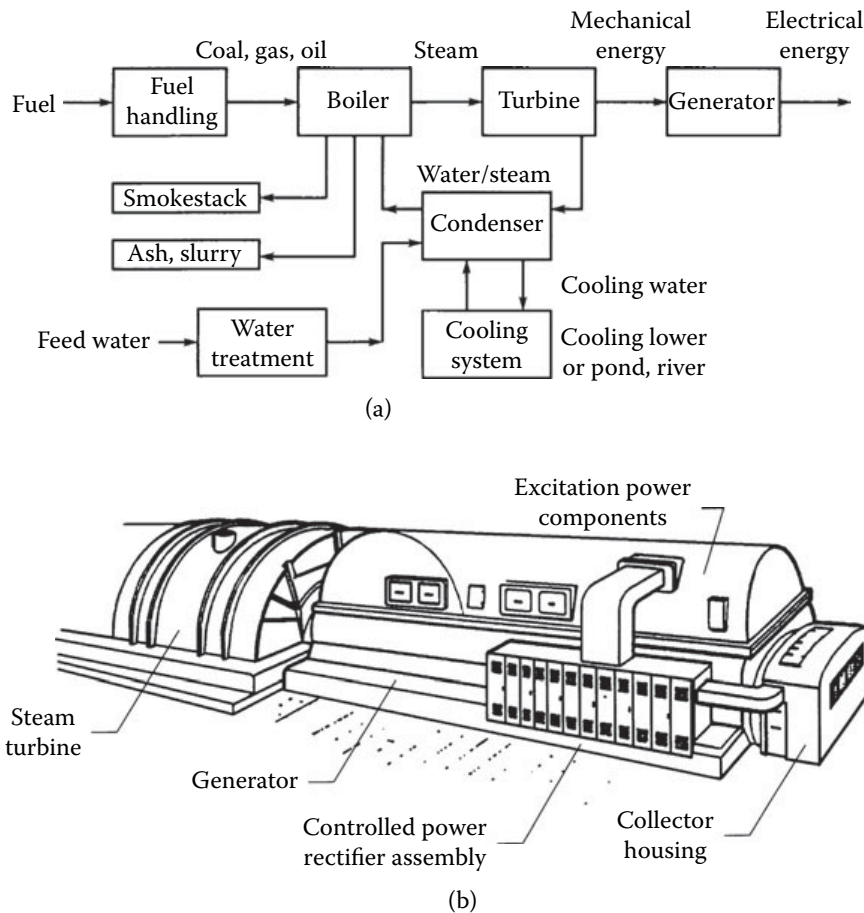 Coal, gas, oil
Steam
Mechanical
energy
Electrical
energy
Fuel
Fuel
handling
Boiler
Turbine
Generator
Smokestack
Water/steam
Condenser
Ash, slurry
Cooling water
Feed water
Water
treatment
Cooling
system
Cooling lower
or pond, river
(a)
Excitation power
components
Steam
turbine
Generator
Controlled power
rectifier assembly
Collector
housing
(b)